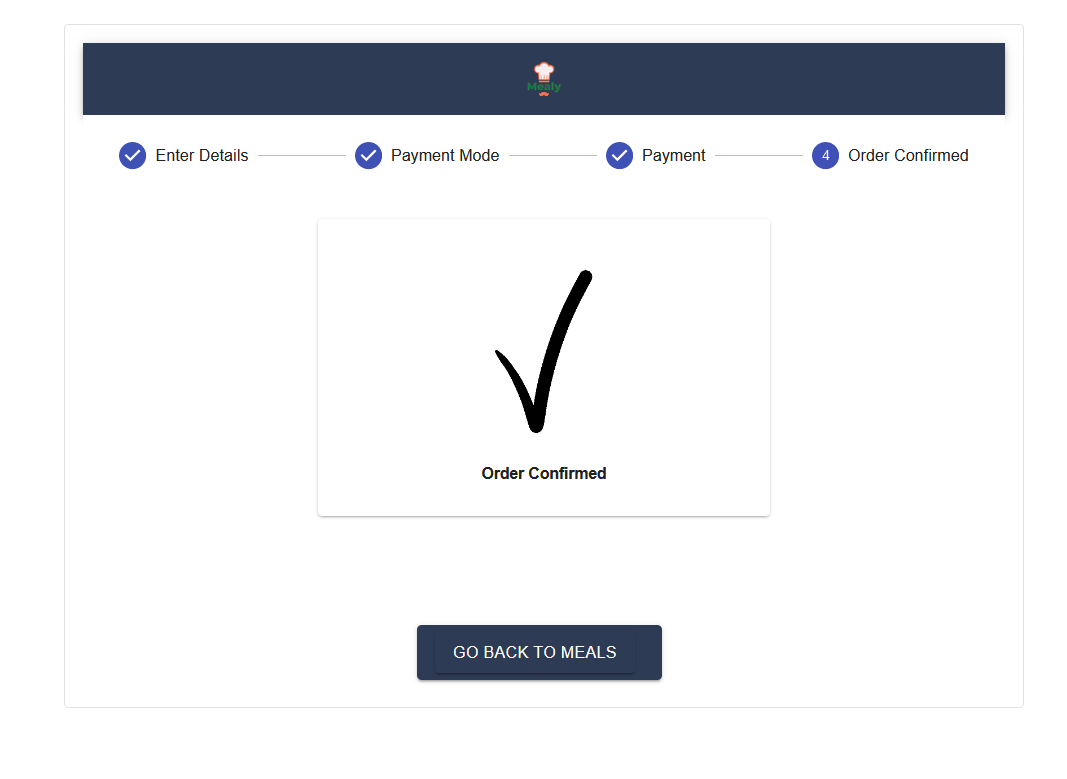 Mealy
Enter Details
Payment Mode
Payment
4 Order Confirmed
Order Confirmed
GO BACK TO MEALS